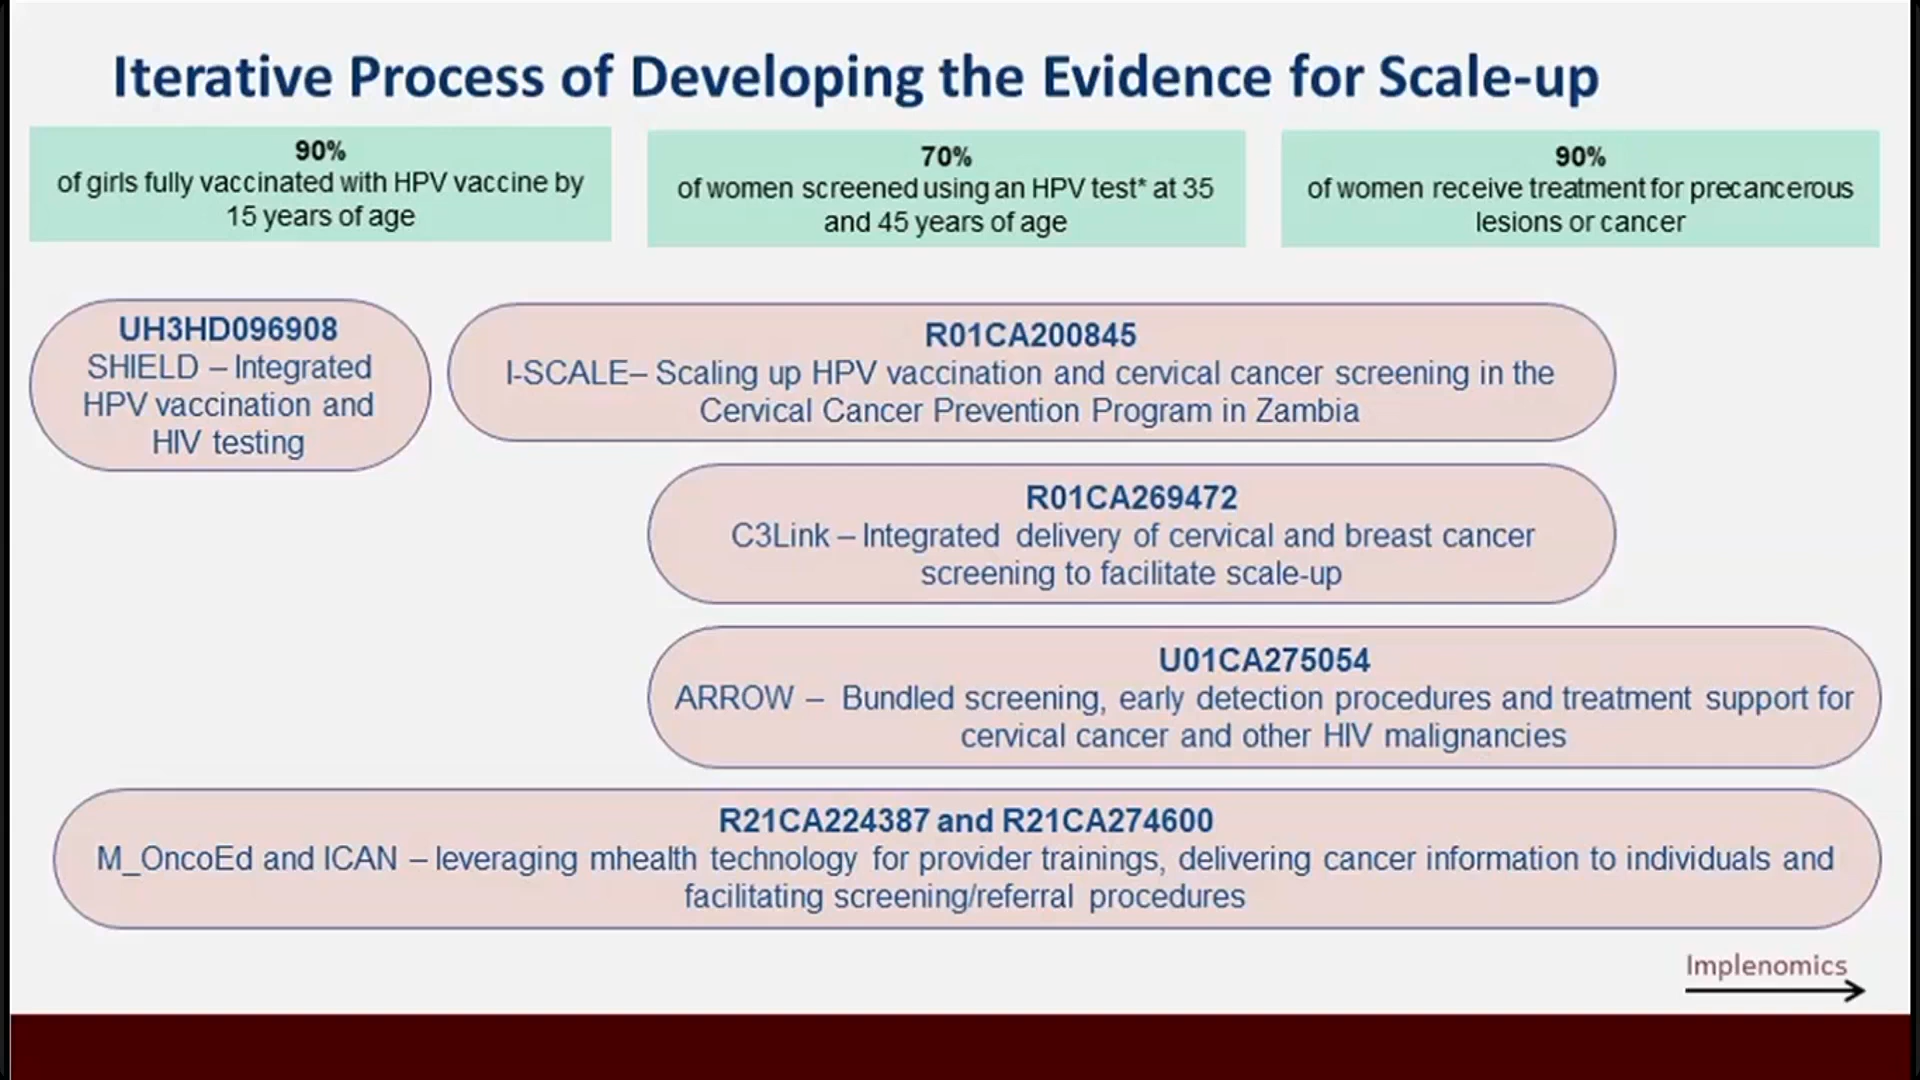 Iterative Process of Developing the Evidence for Scale-up
90%
of girls fully vaccinated with HPV vaccine by
15 years of age
70%
of women screened using an HPV test* at 35
and 45 years of age
90%
of women receive treatment for precancerous
lesions or cancer
UH3HD096908
SHIELD – Integrated
HPV vaccination and
HIV testing
R01CA200845
I-SCALE– Scaling up HPV vaccination and cervical cancer screening in the
Cervical Cancer Prevention Program in Zambia
R01CA269472
C3Link – Integrated delivery of cervical and breast cancer
screening to facilitate scale-up
U01CA275054
ARROW – Bundled screening, early detection procedures and treatment support for
cervical cancer and other HIV malignancies
R21CA224387 and R21CA274600
M_OncoEd and ICAN – leveraging mhealth technology for provider trainings, delivering cancer information to individuals and
facilitating screening/referral procedures
Implenomics